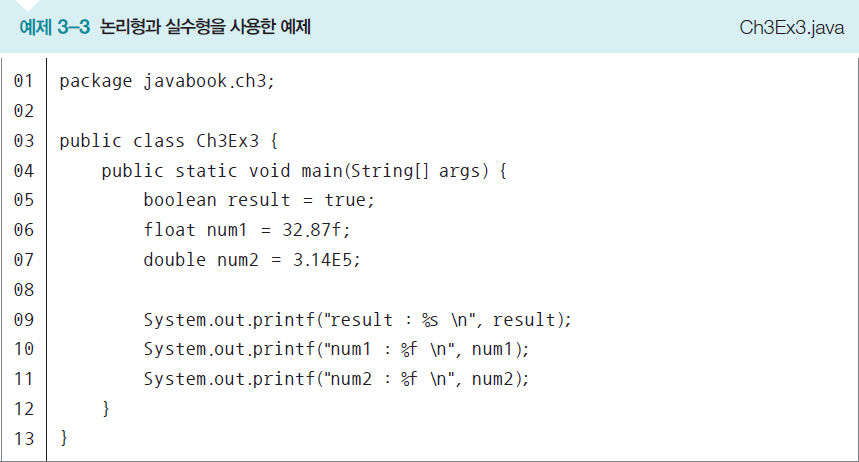 예제 3-3 논리형과 실수형을 사용한 예제 Ch3Ex3.java
01 package javabook.ch3;
02
03 public class Ch3Ex3 {
04 public static void main(String[] args) {
05 boolean result = true;
06 float num1 = 32.87f;
07 double num2 = 3.14E5;
08
09 System.out.printf("result : %s \n", result);
10 System.out.printf("num1 : %f \n", num1);
11 System.out.printf("num2 : %f \n", num2);
12 }
13 }